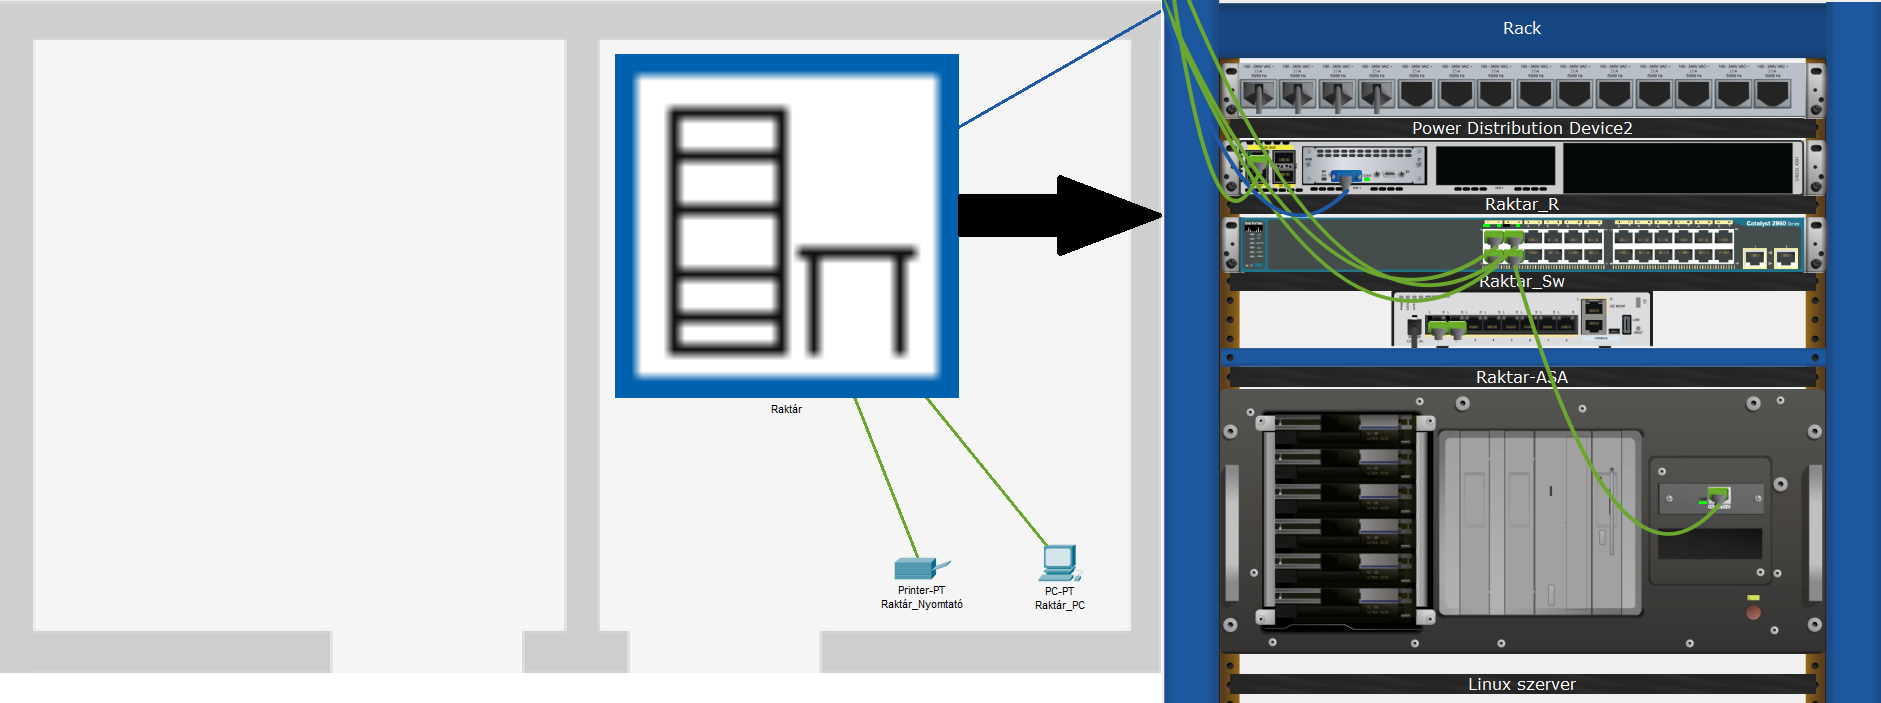 Raktár
Printer-PT
Raktár_Nyomtató
PC-PT
Raktár_PC
Rack
Power Distribution Device2
Raktar_R
Catalyst 2960 Series
Raktar_Sw
Raktar-ASA
Linux szerver